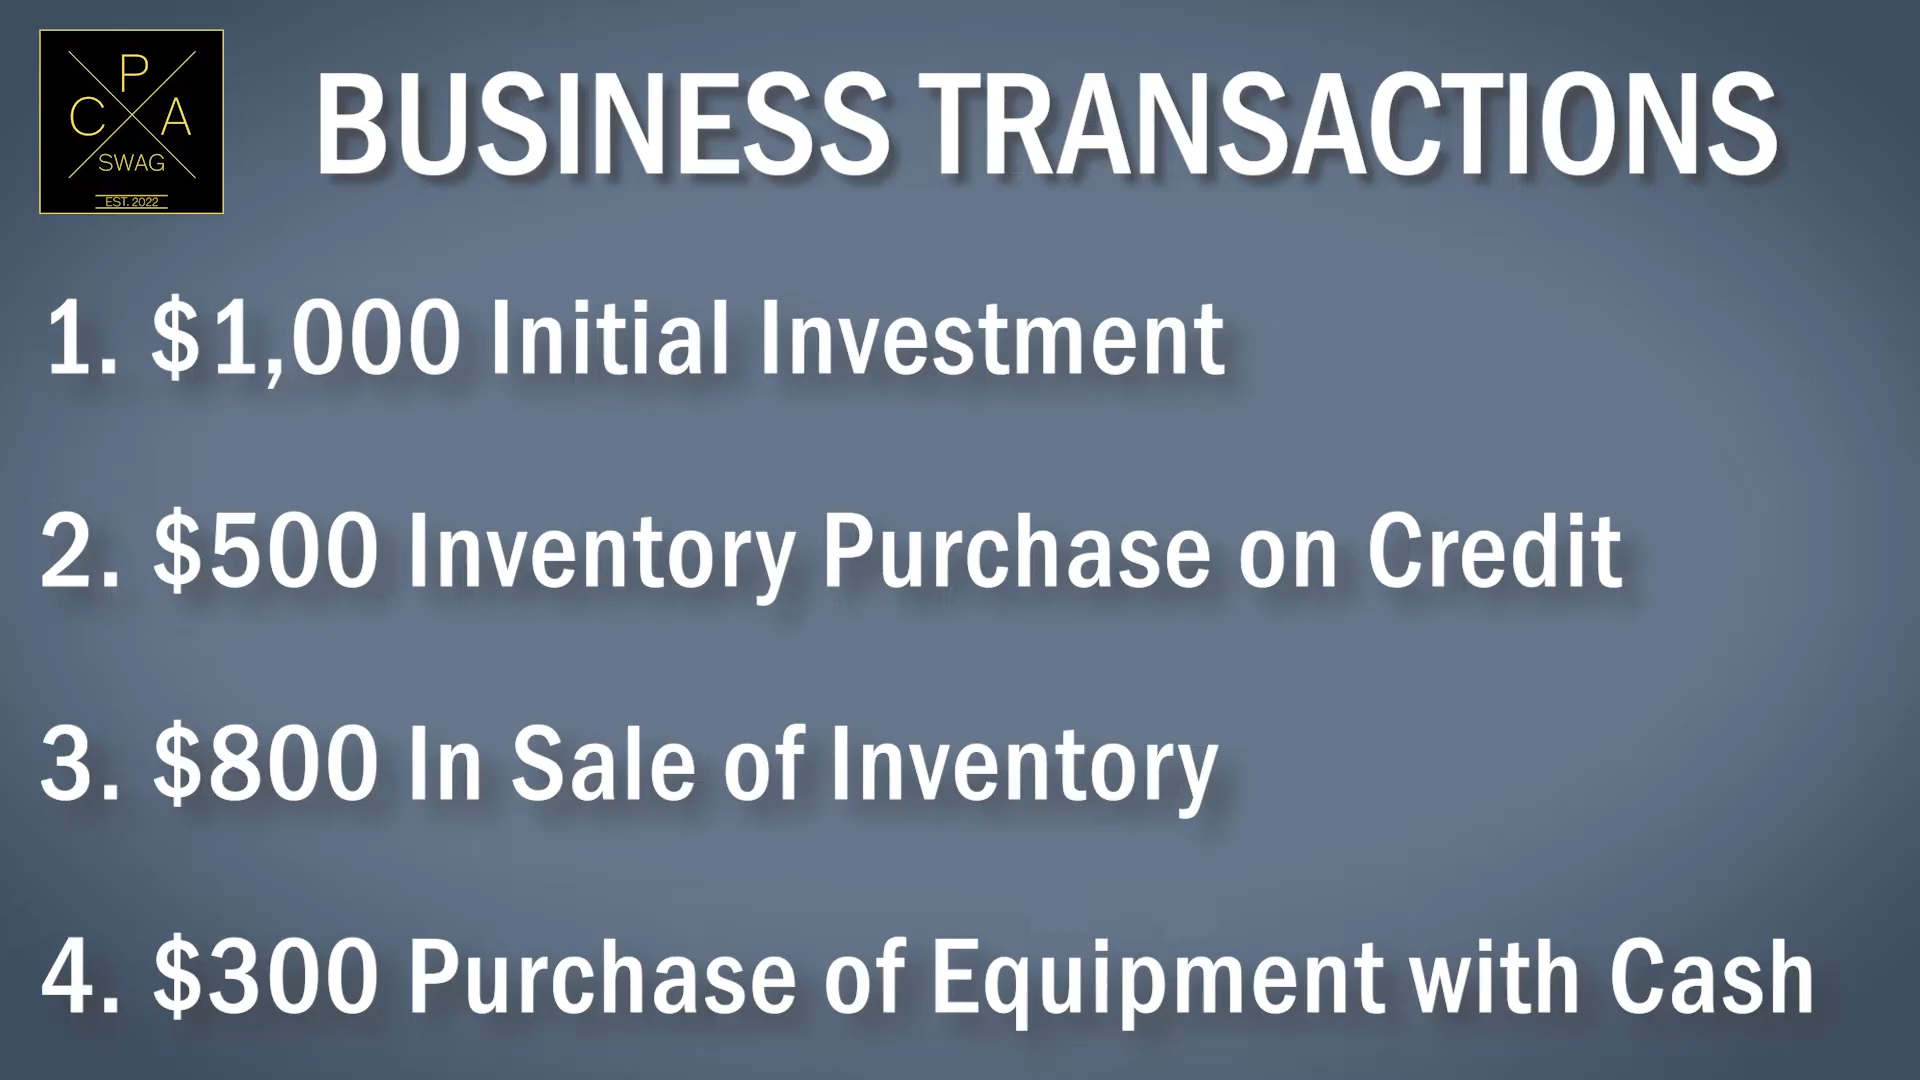 P
C A
SWAG
EST. 2022
BUSINESS TRANSACTIONS
1. $1,000 Initial Investment
2. $500 Inventory Purchase on Credit
3. $800 In Sale of Inventory
4. $300 Purchase of Equipment with Cash